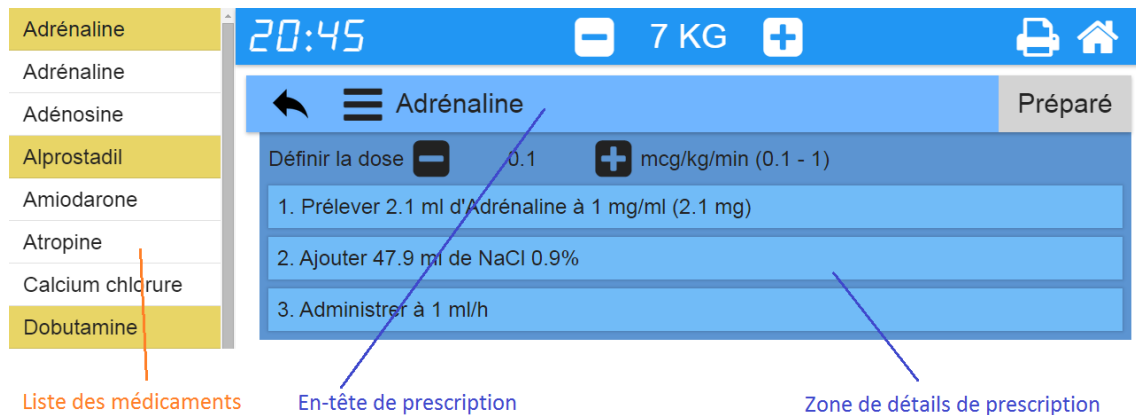 Adrénaline
Adrénaline
Adénosine
Alprostadil
Amiodarone
Atropine
Calcium chlorure
Dobutamine
20:45
7 KG
Adrénaline
Préparé
Définir la dose 0.1 mcg/kg/min (0.1 - 1)
1. Prélever 2.1 ml d'Adrénaline à 1 mg/ml (2.1 mg)
2. Ajouter 47.9 ml de NaCl 0.9%
3. Administrer à 1 ml/h
Liste des médicaments
En-tête de prescription
Zone de détails de prescription